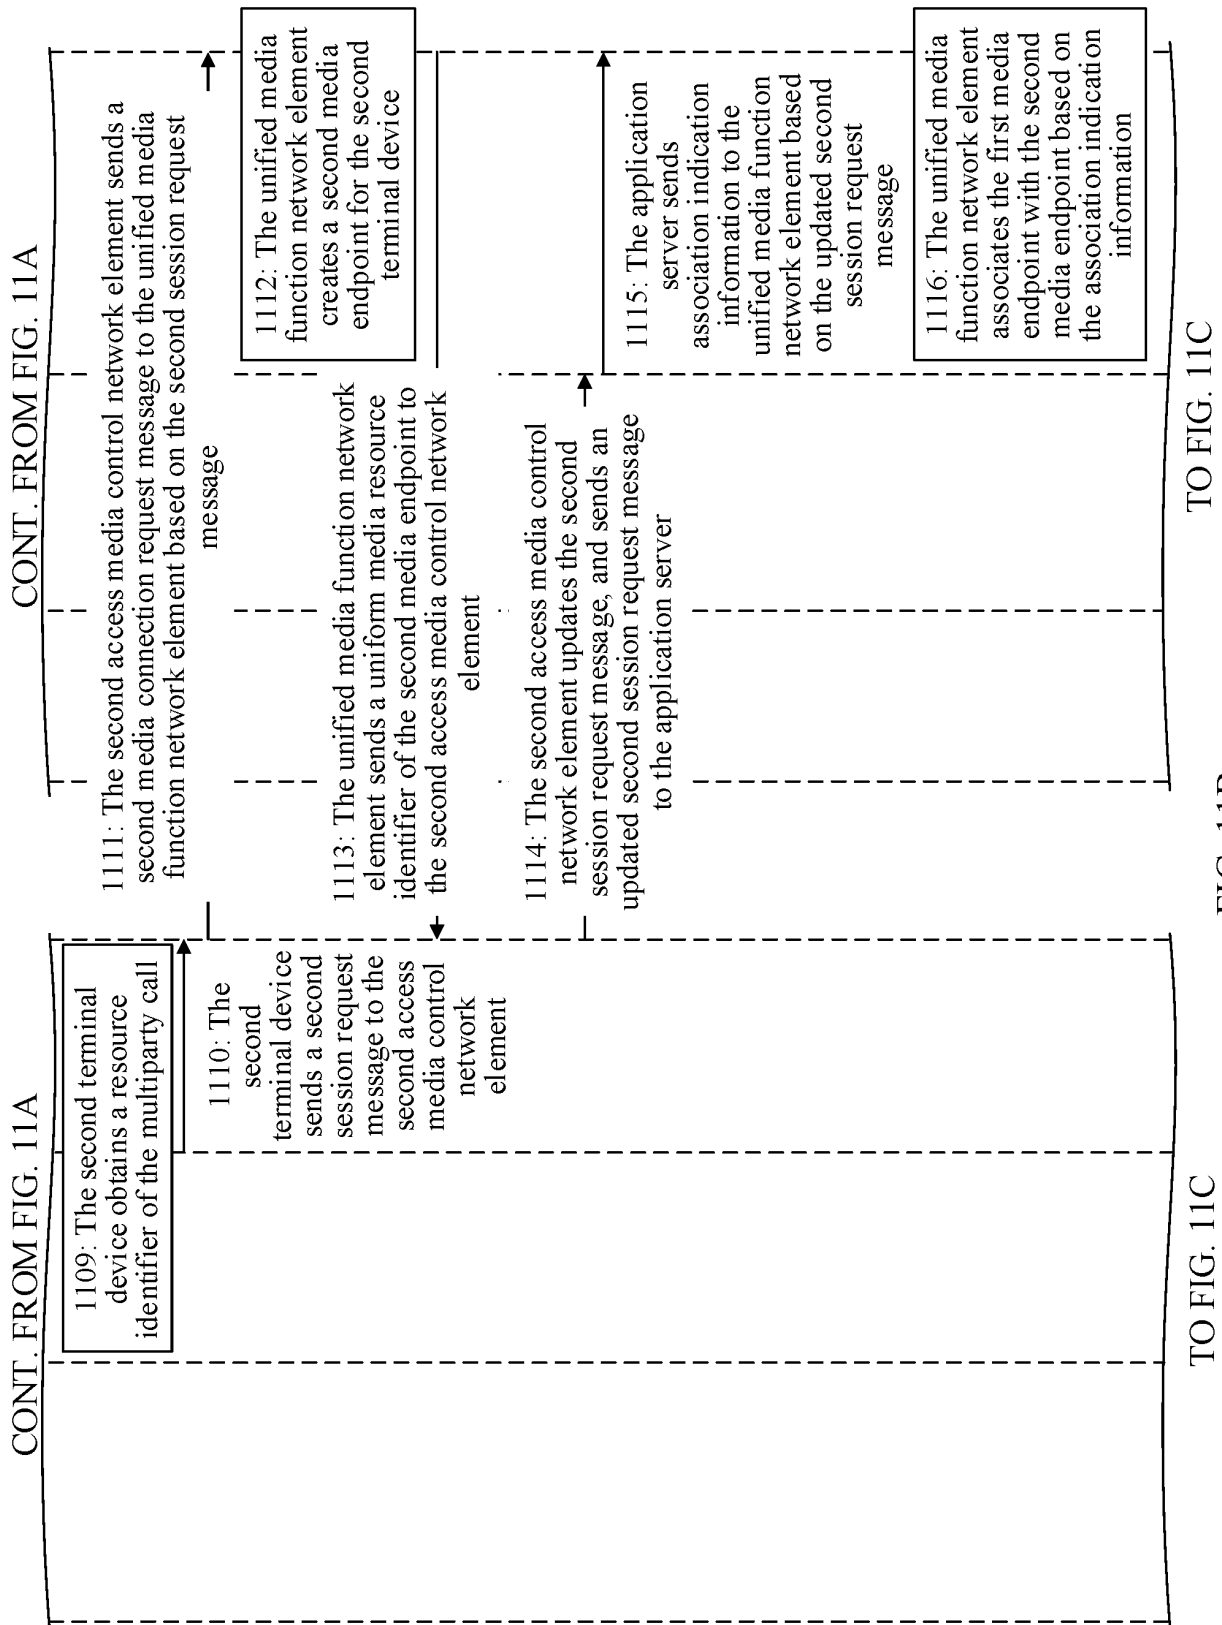 CONT. FROM FIG. 11A
CONT. FROM FIG. 11A
1109: The second terminal
device obtains a resource
identifier of the multiparty call
1110: The
second
terminal device
sends a second
session request
message to the
second access
media control
network
element
1111: The second access media control network element sends a
second media connection request message to the unified media
function network element based on the second session request
message
1112: The unified media
function network element
creates a second media
endpoint for the second
terminal device
1113: The unified media function network
element sends a uniform media resource
identifier of the second media endpoint to
the second access media control network
element
1114: The second access media control
network element updates the second
session request message, and sends an
updated second session request message
to the application server
1115: The application
server sends
association indication
information to the
unified media function
network element based
on the updated second
session request
message
1116: The unified media
function network element
associates the first media
endpoint with the second
media endpoint based on
the association indication
information
TO FIG. 11C
TO FIG. 11C